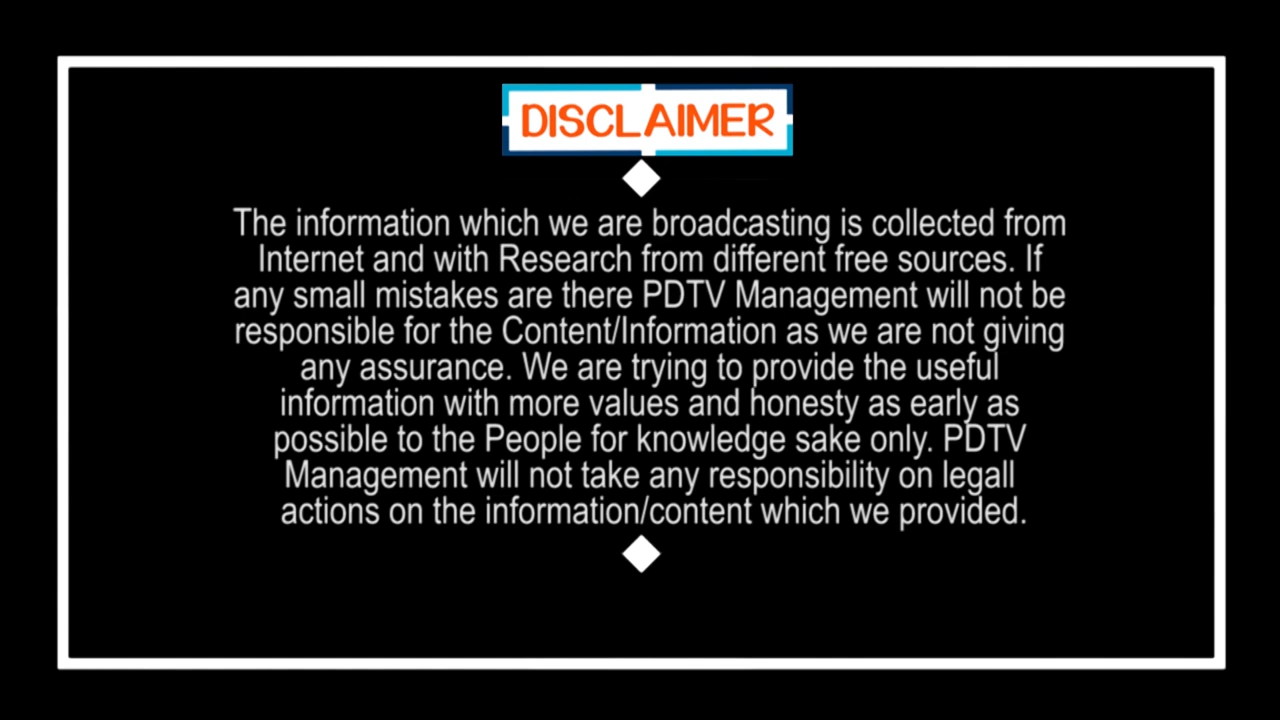 DISCLAIMER
The information which we are broadcasting is collected from
Internet and with Research from different free sources. If
any small mistakes are there PDTV Management will not be
responsible for the Content/Information as we are not giving
any assurance. We are trying to provide the useful
information with more values and honesty as early as
possible to the People for knowledge sake only. PDTV
Management will not take any responsibility on legall
actions on the information/content which we provided.